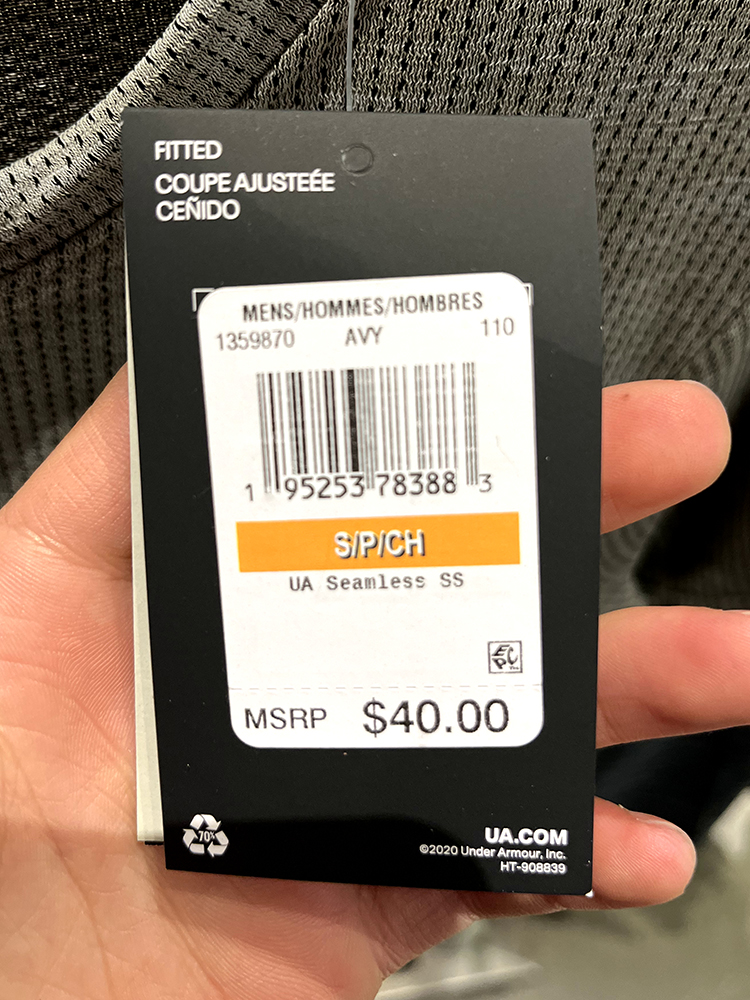 FITTED
COUPE AJUSTEÉE
CEÑIDO
MENS/HOMMES/HOMBRES
1359870 AVY 110
1 95253 78388 3
S/P/CH
UA Seamless SS
EPC
MSRP $40.00
70%
UA.COM
©2020 Under Armour, Inc.
HT-908839